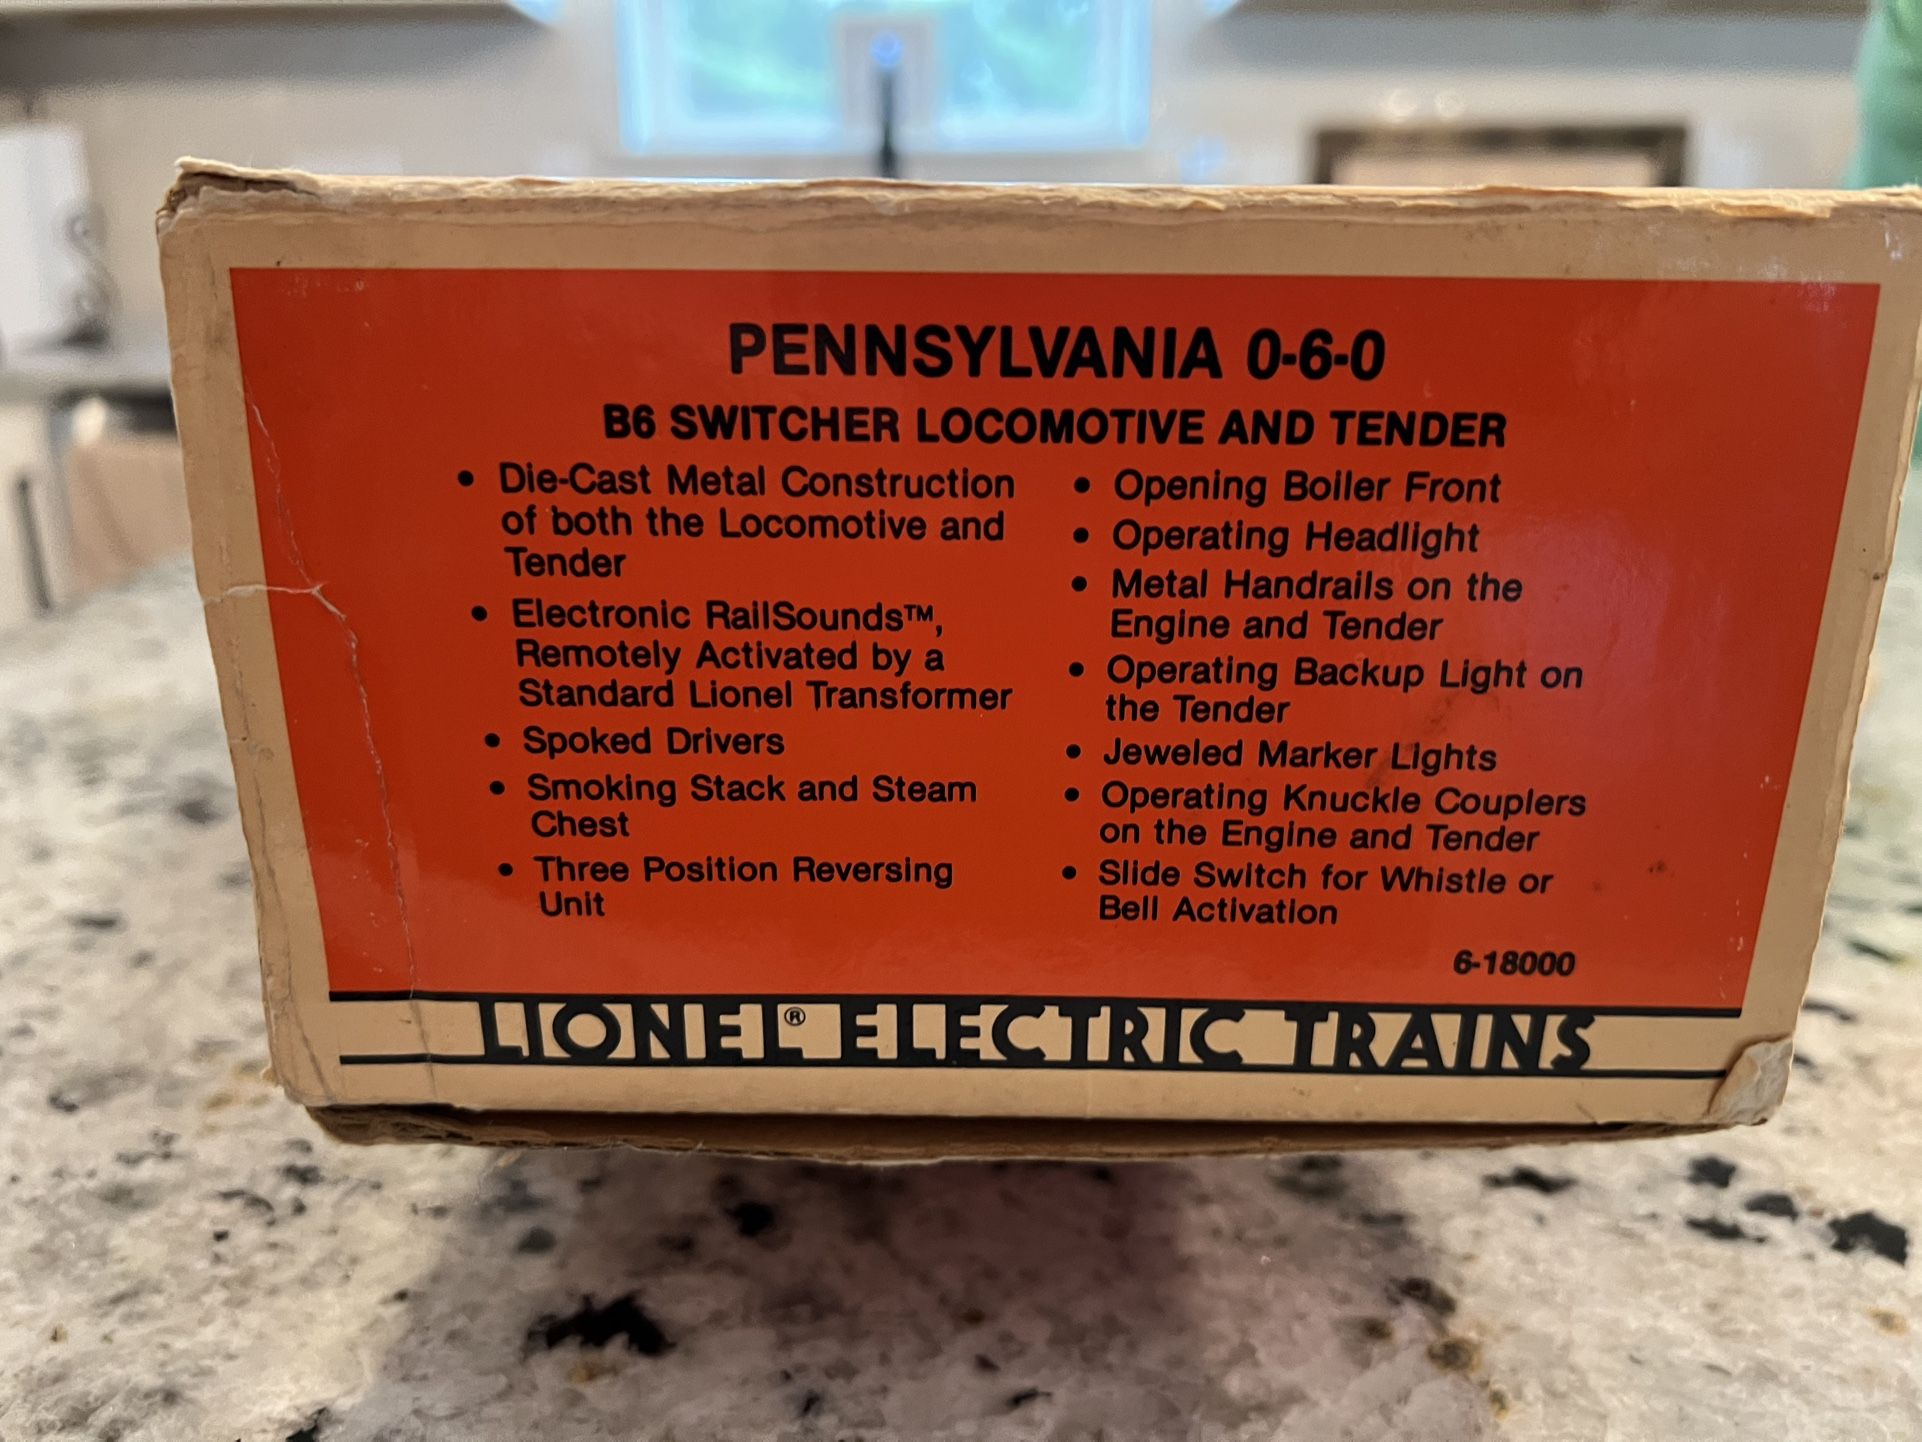 PENNSYLVANIA 0-6-0
B6 SWITCHER LOCOMOTIVE AND TENDER
• Die-Cast Metal Construction
of both the Locomotive and
Tender
• Electronic RailSounds™,
Remotely Activated by a
Standard Lionel Transformer
• Spoked Drivers
• Smoking Stack and Steam
Chest
• Three Position Reversing
Unit
• Opening Boiler Front
• Operating Headlight
• Metal Handrails on the
Engine and Tender
• Operating Backup Light on
the Tender
• Jeweled Marker Lights
• Operating Knuckle Couplers
on the Engine and Tender
• Slide Switch for Whistle or
Bell Activation
6-18000
LIONEL® ELECTRIC TRAINS